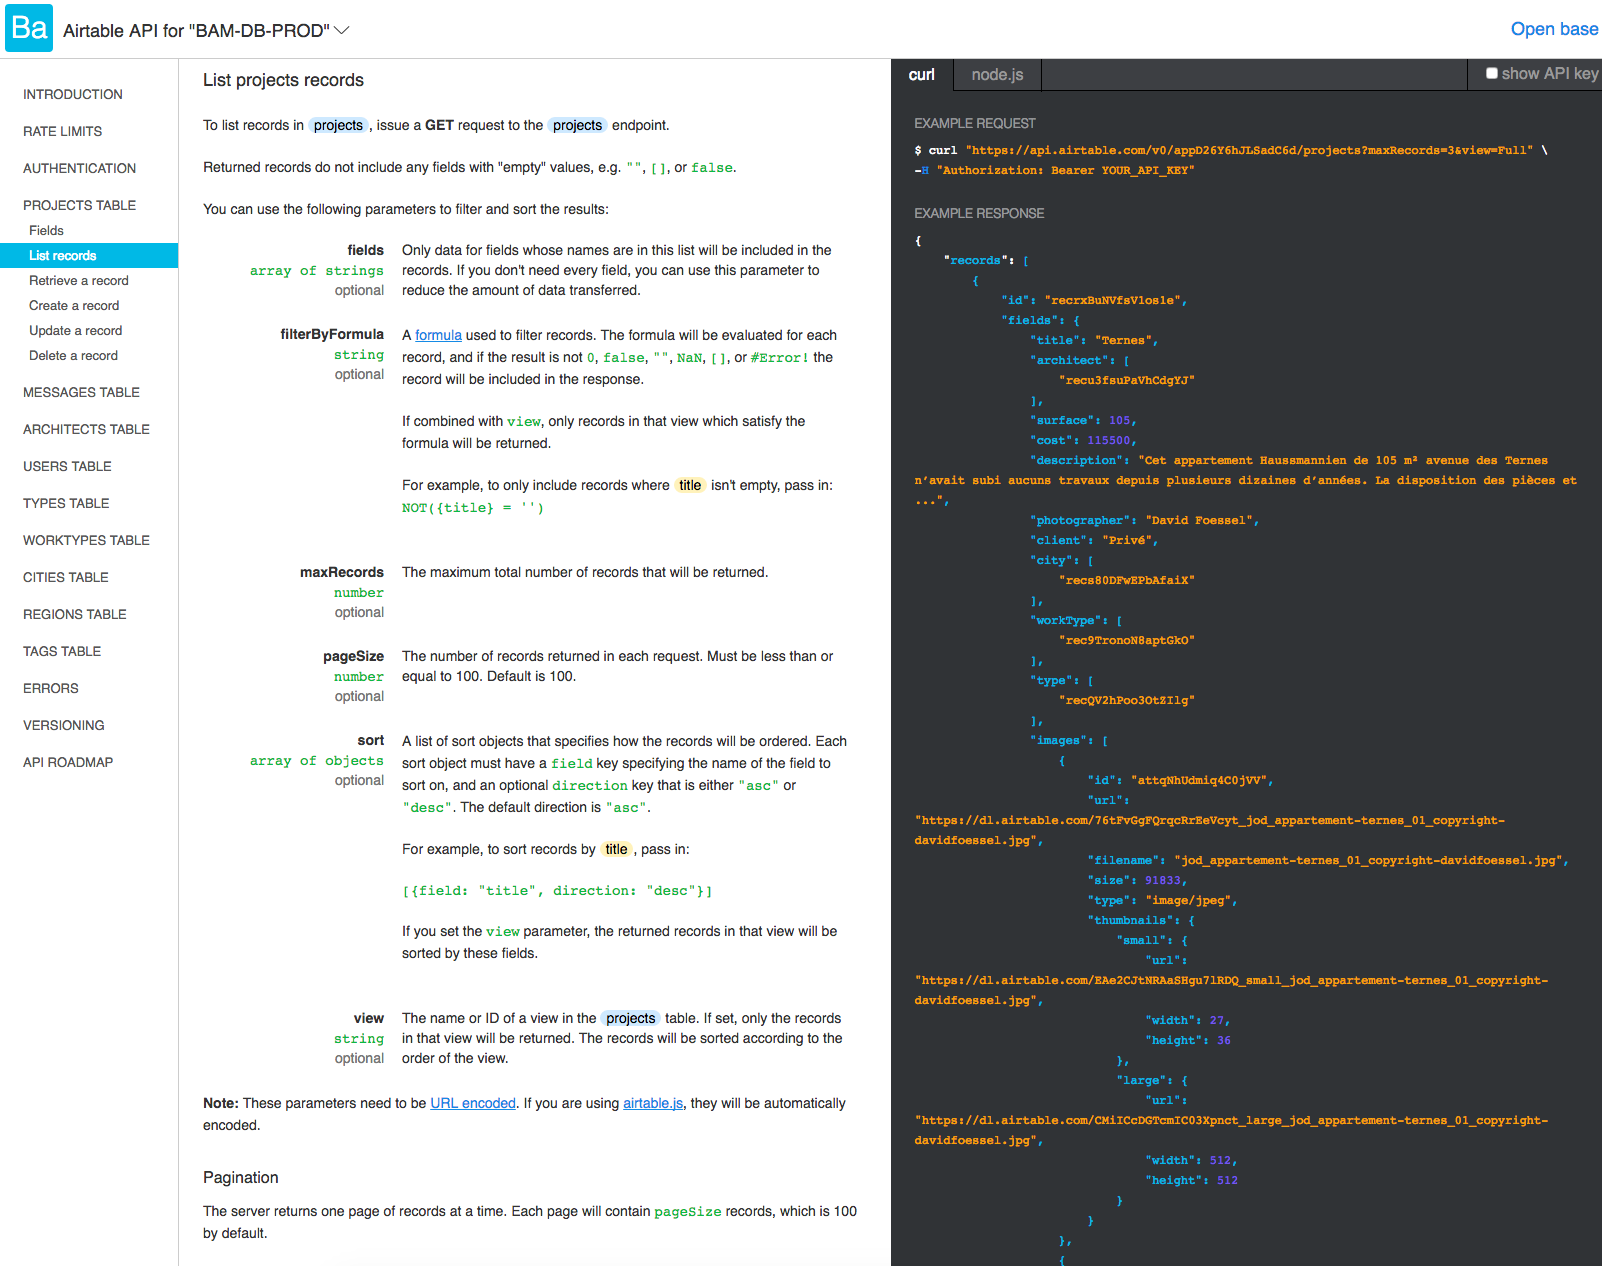 Ba
Airtable API for "BAM-DB-PROD"
Open base
INTRODUCTION
RATE LIMITS
AUTHENTICATION
PROJECTS TABLE
Fields
List records
Retrieve a record
Create a record
Update a record
Delete a record
MESSAGES TABLE
ARCHITECTS TABLE
USERS TABLE
TYPES TABLE
WORKTYPES TABLE
CITIES TABLE
REGIONS TABLE
TAGS TABLE
ERRORS
VERSIONING
API ROADMAP
List projects records
To list records in projects , issue a GET request to the projects endpoint.
Returned records do not include any fields with "empty" values, e.g. "", [], or false.
You can use the following parameters to filter and sort the results:
fields
array of strings
optional
Only data for fields whose names are in this list will be included in the
records. If you don't need every field, you can use this parameter to
reduce the amount of data transferred.
filterByFormula
string
optional
A formula used to filter records. The formula will be evaluated for each
record, and if the result is not 0, false, "", NaN, [], or #Error! the
record will be included in the response.
If combined with view, only records in that view which satisfy the
formula will be returned.
For example, to only include records where title isn't empty, pass in:
NOT({title} = '')
maxRecords
number
optional
The maximum total number of records that will be returned.
pageSize
number
optional
The number of records returned in each request. Must be less than or
equal to 100. Default is 100.
sort
array of objects
optional
A list of sort objects that specifies how the records will be ordered. Each
sort object must have a field key specifying the name of the field to
sort on, and an optional direction key that is either "asc" or
"desc". The default direction is "asc".
For example, to sort records by title , pass in:
[{field: "title", direction: "desc"}]
If you set the view parameter, the returned records in that view will be
sorted by these fields.
view
string
optional
The name or ID of a view in the projects table. If set, only the records
in that view will be returned. The records will be sorted according to the
order of the view.
Note: These parameters need to be URL encoded. If you are using airtable.js, they will be automatically
encoded.
Pagination
The server returns one page of records at a time. Each page will contain pageSize records, which is 100
by default.
curl
node.js
show API key
EXAMPLE REQUEST
$ curl "https://api.airtable.com/v0/appD26Y6hJLSadC6d/projects?maxRecords=3&view=Full" \
-H "Authorization: Bearer YOUR_API_KEY"
EXAMPLE RESPONSE
{
"records": [
{
"id": "recrxBuNVfsV1os1e",
"fields": {
"title": "Ternes",
"architect": [
"recu3fsuPaVhCdgYJ"
],
"surface": 105,
"cost": 115500,
"description": "Cet appartement Haussmannien de 105 m² avenue des Ternes
n’avait subi aucuns travaux depuis plusieurs dizaines d’années. La disposition des pièces et
...",
"photographer": "David Foessel",
"client": "Privé",
"city": [
"recs80DFwEPbAfaiX"
],
"workType": [
"rec9TronoN8aptGkO"
],
"type": [
"recQV2hPoo3OtZIlg"
],
"images": [
{
"id": "attqNhUdmiq4C0jVV",
"url":
"https://dl.airtable.com/76tFvGgFQrqcRrEeVcyt_jod_appartement-ternes_01_copyright-
davidfoessel.jpg",
"filename": "jod_appartement-ternes_01_copyright-davidfoessel.jpg",
"size": 91833,
"type": "image/jpeg",
"thumbnails": {
"small": {
"url":
"https://dl.airtable.com/EAe2CJtNRAaSHgu7lRDQ_small_jod_appartement-ternes_01_copyright-
davidfoessel.jpg",
"width": 27,
"height": 36
},
"large": {
"url":
"https://dl.airtable.com/CMiICcDGTcmIC03Xpnct_large_jod_appartement-ternes_01_copyright-
davidfoessel.jpg",
"width": 512,
"height": 512
}
}
},
{